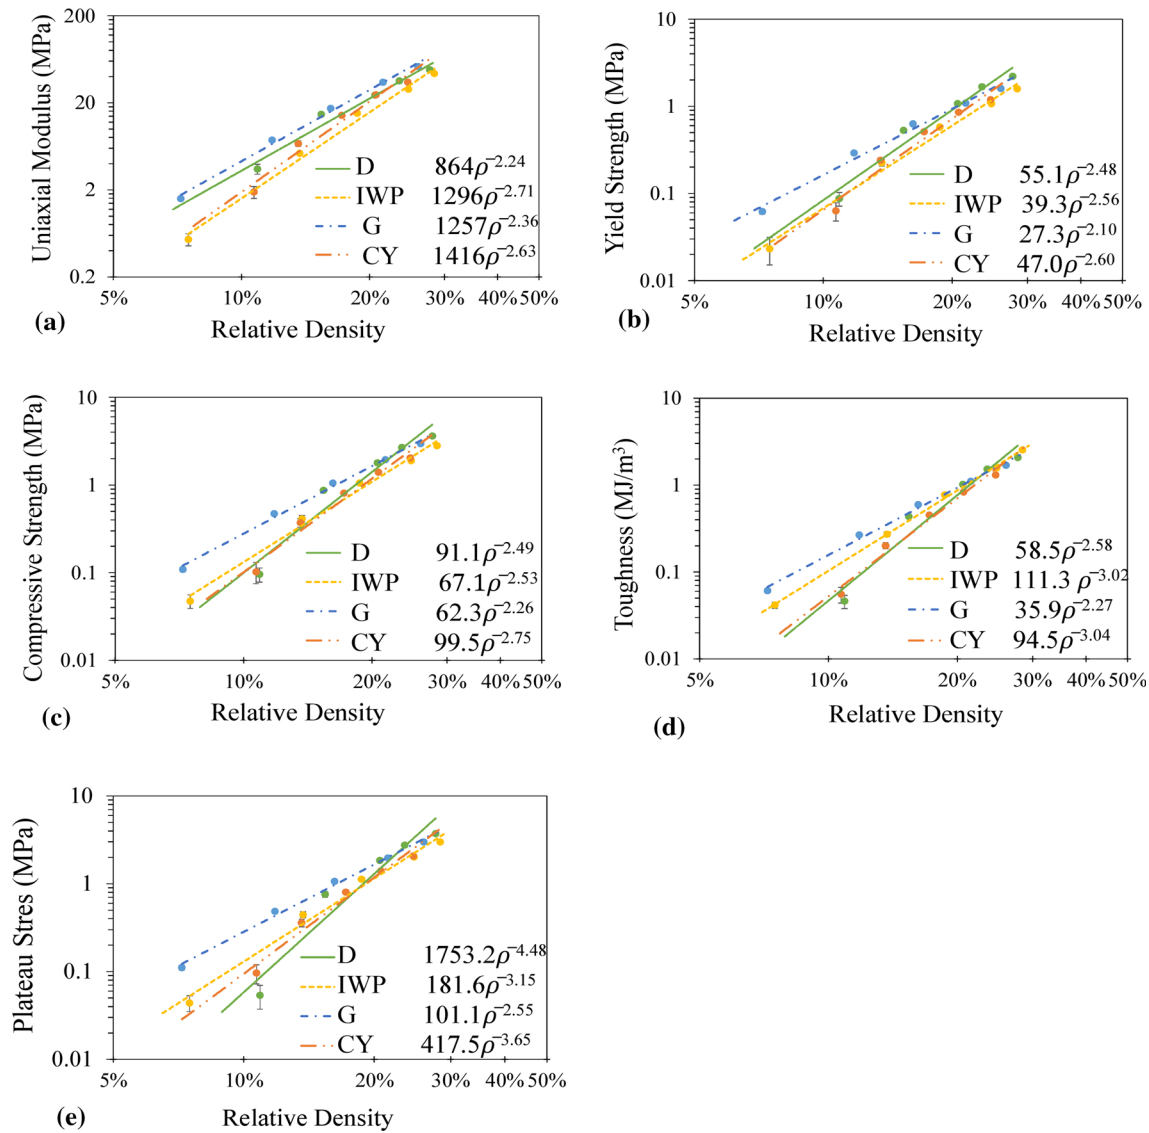 200
20
2
0.2
Uniaxial Modulus (MPa)
D 864ρ^−2.24
IWP 1296ρ^−2.71
G 1257ρ^−2.36
CY 1416ρ^−2.63
5% 10% 20% 30% 40% 50%
Relative Density
(a)
10
1
0.1
0.01
Yield Strength (MPa)
D 55.1ρ^−2.48
IWP 39.3ρ^−2.56
G 27.3ρ^−2.10
CY 47.0ρ^−2.60
5% 10% 20% 30% 40% 50%
Relative Density
(b)
10
1
0.1
0.01
Compressive Strength (MPa)
D 91.1ρ^−2.49
IWP 67.1ρ^−2.53
G 62.3ρ^−2.26
CY 99.5ρ^−2.75
5% 10% 20% 30% 40% 50%
Relative Density
(c)
10
1
0.1
0.01
Toughness (MJ/m³)
D 58.5ρ^−2.58
IWP 111.3 ρ^−3.02
G 35.9ρ^−2.27
CY 94.5ρ^−3.04
5% 10% 20% 30% 40% 50%
Relative Density
(d)
10
1
0.1
0.01
Plateau Stres (MPa)
D 1753.2ρ^−4.48
IWP 181.6ρ^−3.15
G 101.1ρ^−2.55
CY 417.5ρ^−3.65
5% 10% 20% 30% 40% 50%
Relative Density
(e)